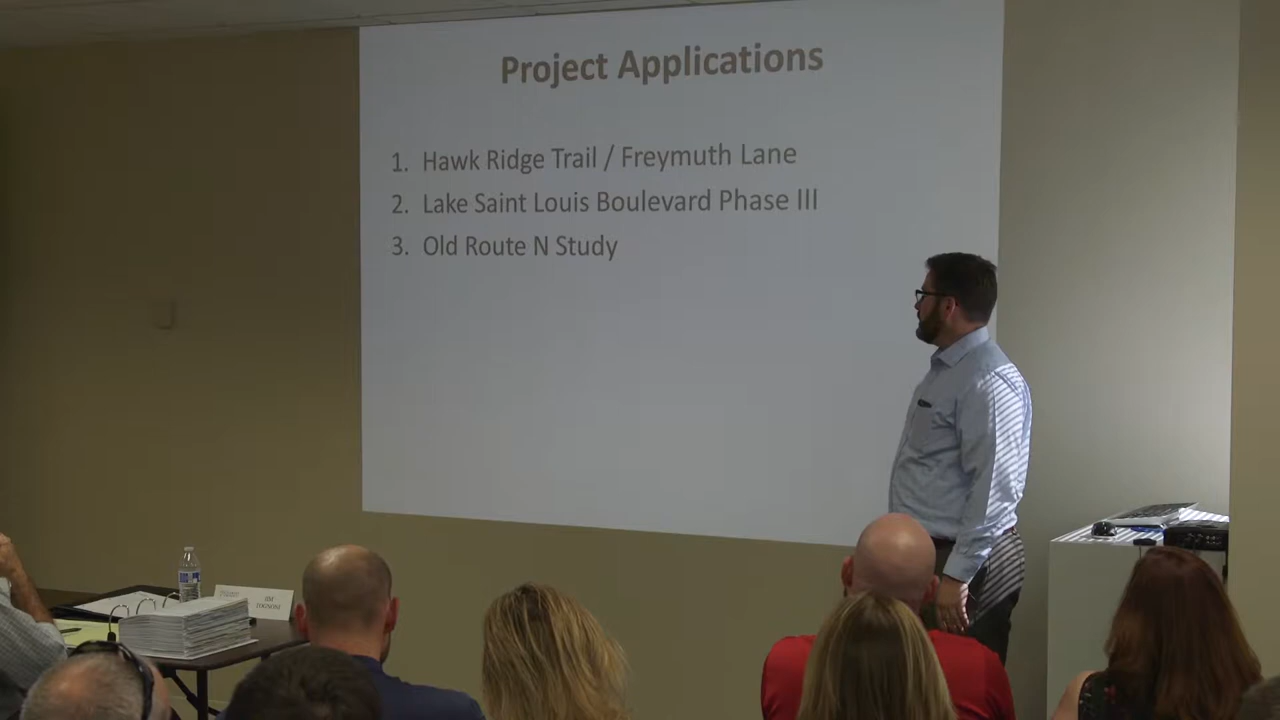 Project Applications
1. Hawk Ridge Trail / Freymuth Lane
2. Lake Saint Louis Boulevard Phase III
3. Old Route N Study
JIM